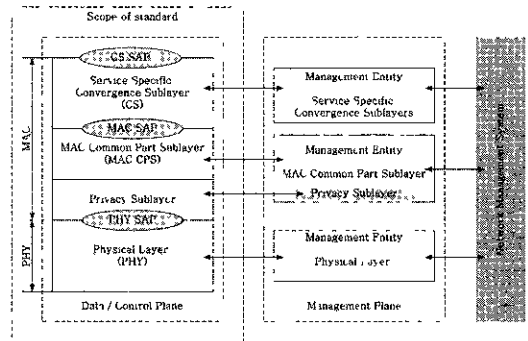 Scope of standard
CS SAP
Service Specific
Convergence Sublayer
(CS)
MAC SAP
MAC Common Part Sublayer
(MAC CPS)
Privacy Sublayer
PHY SAP
Physical Layer
(PHY)
Data / Control Plane
MAC
PHY
Management Entity
Service Specific
Convergence Sublayers
Management Entity
MAC Common Part Sublayer
Privacy Sublayer
Management Entity
Physical Layer
Management Plane
Network Management System